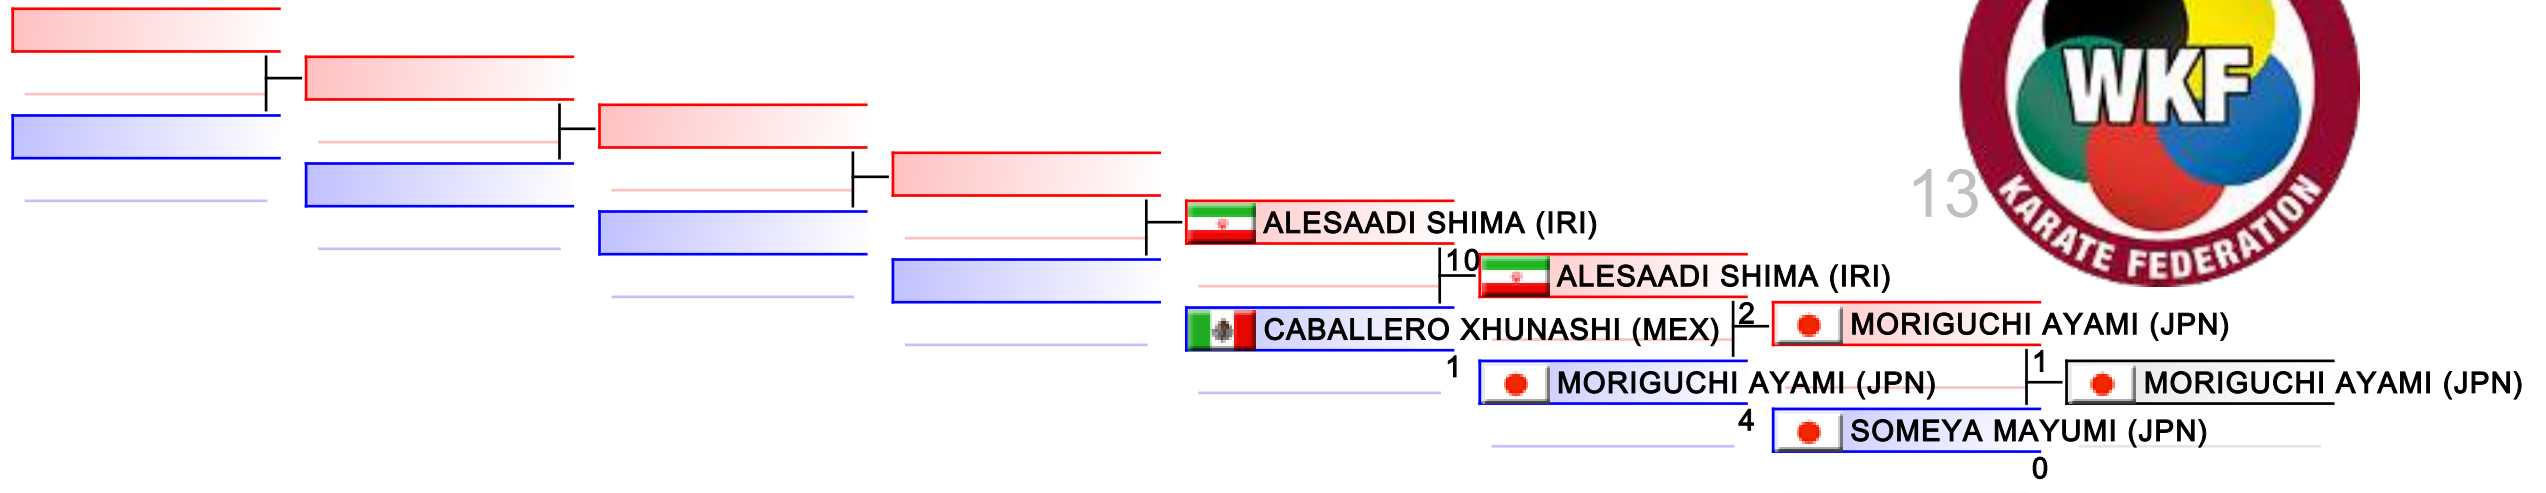 WKF
KARATE FEDERATION
13
ALESAADI SHIMA (IRI)
10
ALESAADI SHIMA (IRI)
CABALLERO XHUNASHI (MEX)
1
2
MORIGUCHI AYAMI (JPN)
MORIGUCHI AYAMI (JPN)
4
1
MORIGUCHI AYAMI (JPN)
SOMEYA MAYUMI (JPN)
0